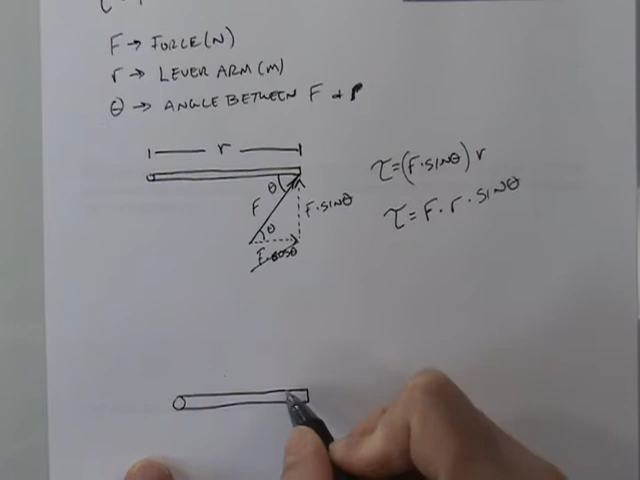 F → FORCE (N)
r → LEVER ARM (M)
θ → ANGLE BETWEEN F + r
r
τ = (F·SINθ) r
θ
F
F·SINθ
τ = F·r·SINθ
θ
F·COSθ